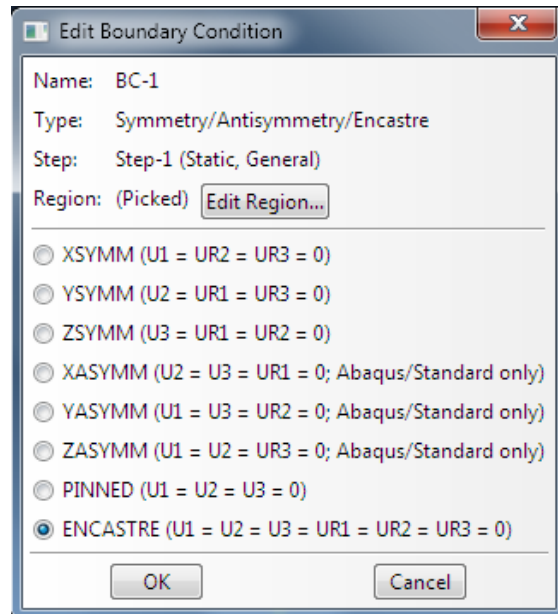 Edit Boundary Condition
Name: BC-1
Type: Symmetry/Antisymmetry/Encastre
Step: Step-1 (Static, General)
Region: (Picked) Edit Region...
XSYMM (U1 = UR2 = UR3 = 0)
YSYMM (U2 = UR1 = UR3 = 0)
ZSYMM (U3 = UR1 = UR2 = 0)
XASYMM (U2 = U3 = UR1 = 0; Abaqus/Standard only)
YASYMM (U1 = U3 = UR2 = 0; Abaqus/Standard only)
ZASYMM (U1 = U2 = UR3 = 0; Abaqus/Standard only)
PINNED (U1 = U2 = U3 = 0)
ENCASTRE (U1 = U2 = U3 = UR1 = UR2 = UR3 = 0)
OK Cancel